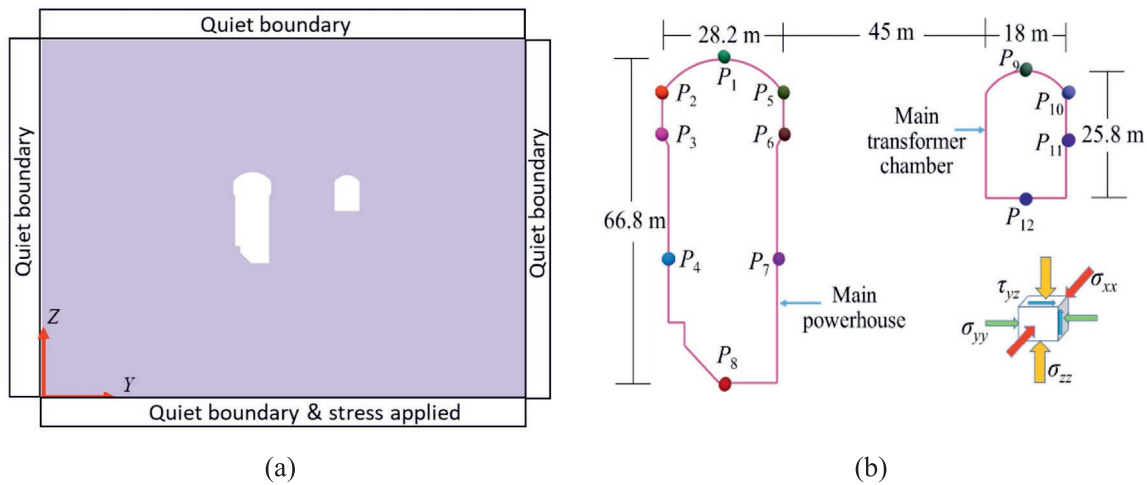 Quiet boundary
Quiet boundary
Quiet boundary
Z
Y
Quiet boundary & stress applied
(a)
28.2 m
45 m
18 m
P₁
P₂
P₅
P₃
P₆
66.8 m
P₄
P₇
Main
powerhouse
P₈
P₉
P₁₀
Main
transformer
chamber
P₁₁
25.8 m
P₁₂
τyz
σxx
σyy
σzz
(b)